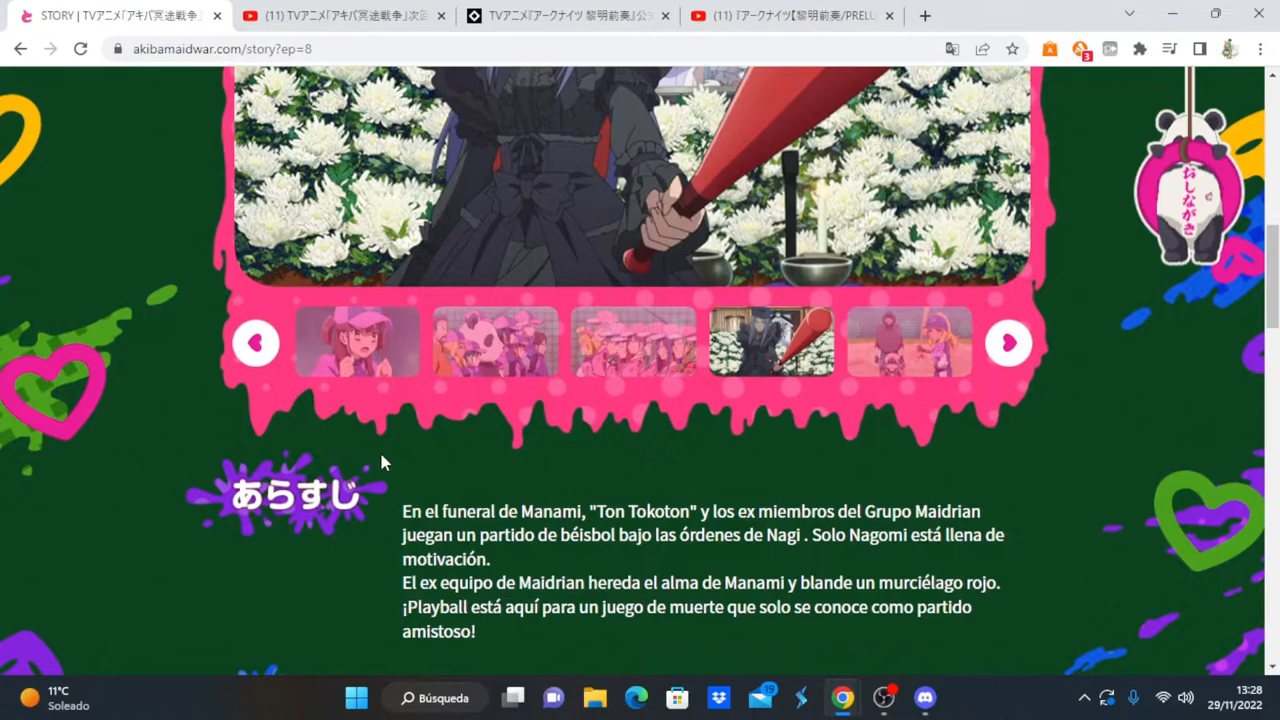 STORY | TVアニメ「アキバ冥途戦争」
(11) TVアニメ「アキバ冥途戦争」次回
TVアニメ『アークナイツ 黎明前奏』公式
(11)『アークナイツ【黎明前奏/PRELU
akibamaidwar.com/story?ep=8
3
おしながき
あらすじ
En el funeral de Manami, "Ton Tokoton" y los ex miembros del Grupo Maidrian
juegan un partido de béisbol bajo las órdenes de Nagi . Solo Nagomi está llena de
motivación.
El ex equipo de Maidrian hereda el alma de Manami y blande un murciélago rojo.
¡Playball está aquí para un juego de muerte que solo se conoce como partido
amistoso!
11°C
Soleado
Búsqueda
19
13:28
29/11/2022